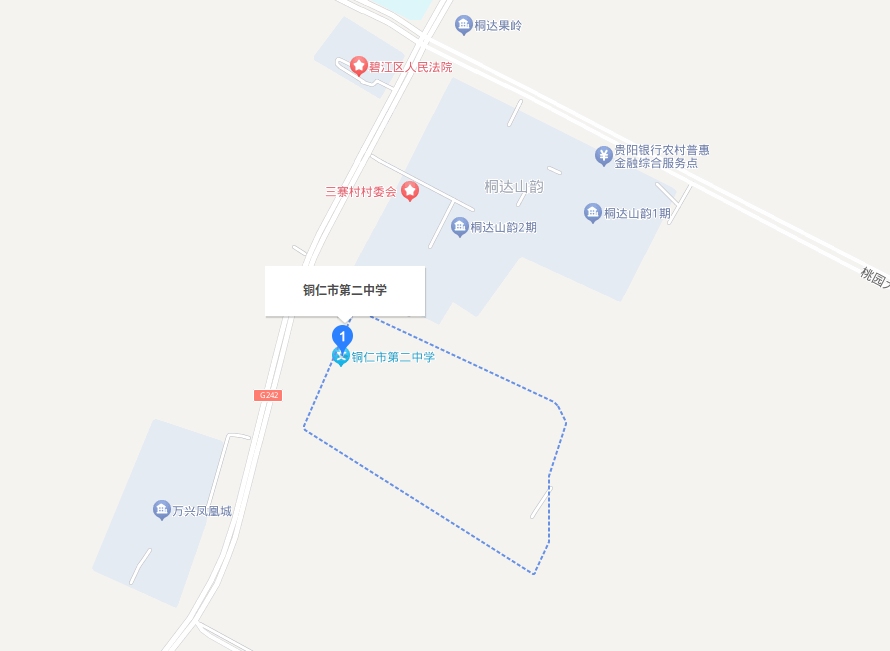 桐达果岭
碧江区人民法院
贵阳银行农村普惠
金融综合服务点
桐达山韵
三寨村村委会
桐达山韵1期
桐达山韵2期
桃园大
铜仁市第二中学
1
铜仁市第二中学
G242
万兴凤凰城